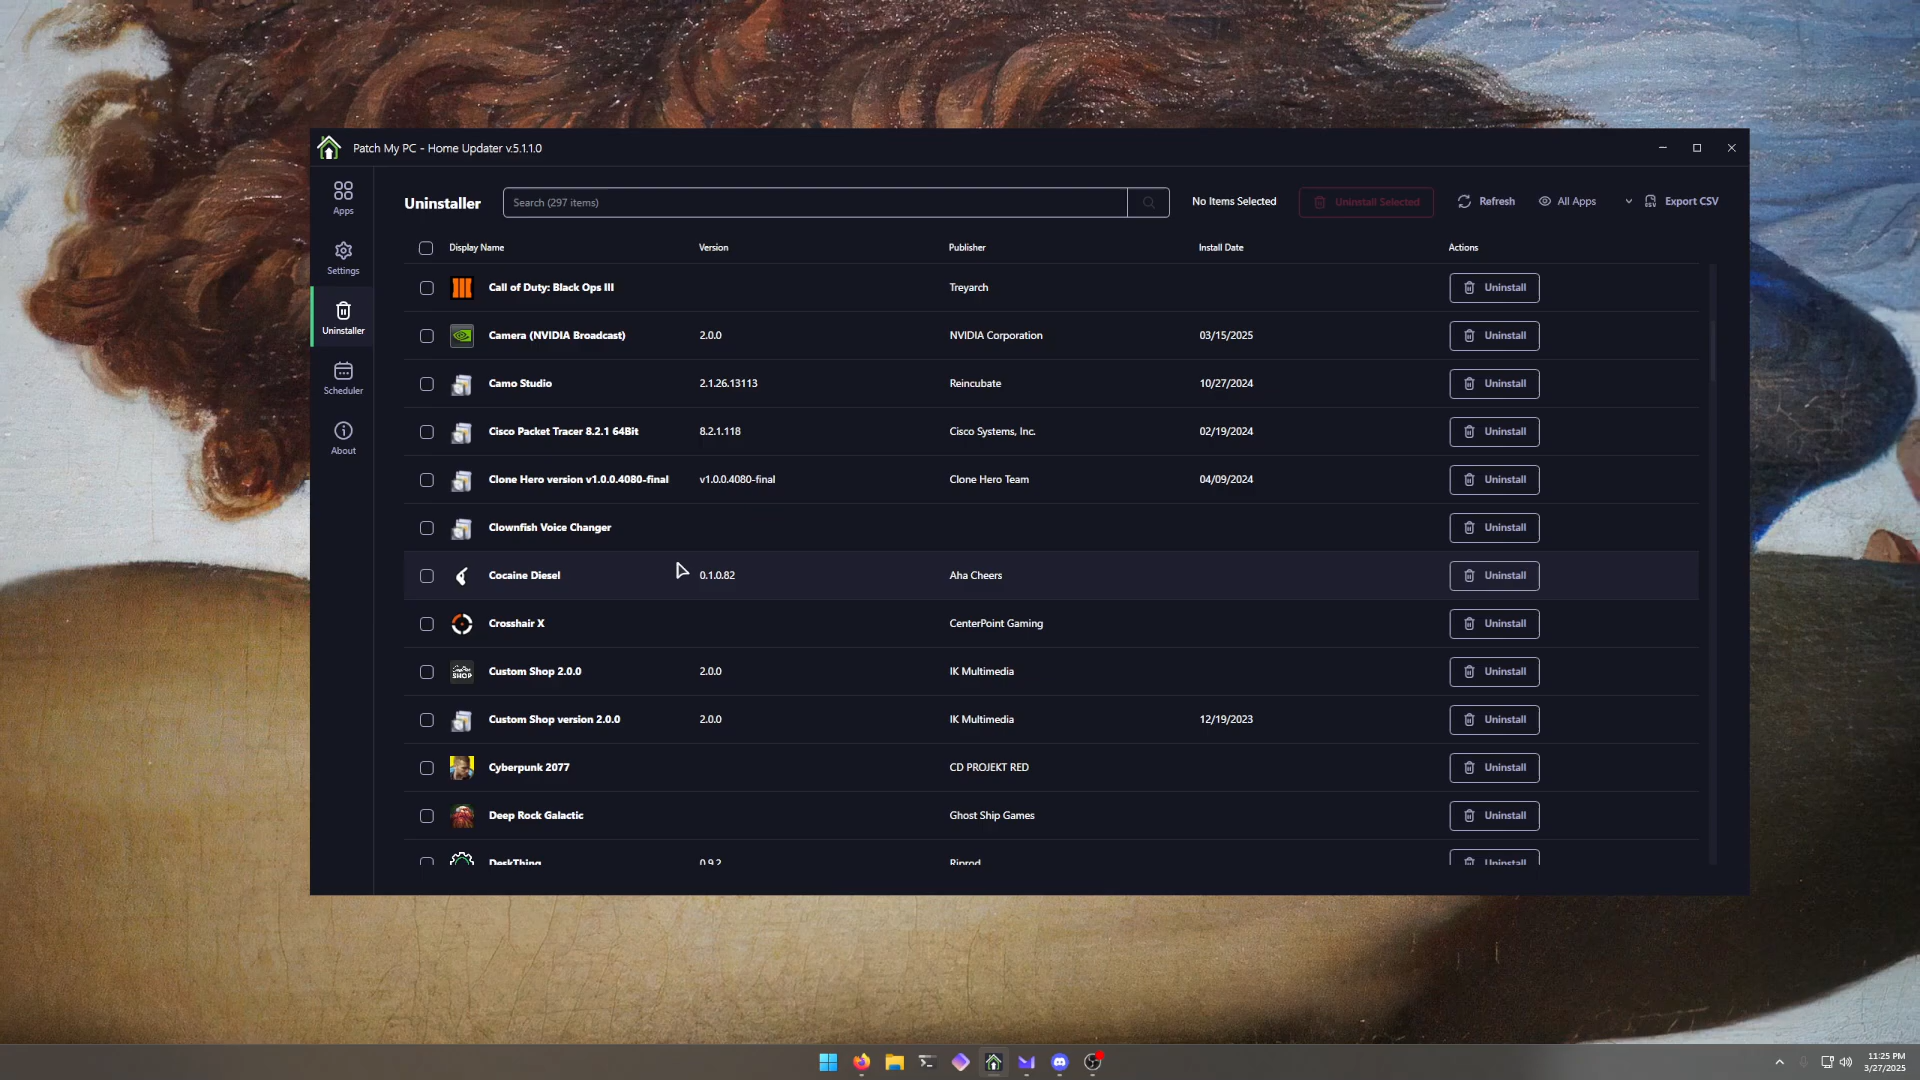 Patch My PC - Home Updater v.5.1.1.0
Apps
Settings
Uninstaller
Scheduler
About
Uninstaller
Search (297 items)
No Items Selected
Uninstall Selected
Refresh
All Apps
Export CSV
Display Name Version Publisher Install Date Actions
Call of Duty: Black Ops III Treyarch Uninstall
Camera (NVIDIA Broadcast) 2.0.0 NVIDIA Corporation 03/15/2025 Uninstall
Camo Studio 2.1.26.13113 Reincubate 10/27/2024 Uninstall
Cisco Packet Tracer 8.2.1 64Bit 8.2.1.118 Cisco Systems, Inc. 02/19/2024 Uninstall
Clone Hero version v1.0.0.4080-final v1.0.0.4080-final Clone Hero Team 04/09/2024 Uninstall
Clownfish Voice Changer Uninstall
Cocaine Diesel 0.1.0.82 Aha Cheers Uninstall
Crosshair X CenterPoint Gaming Uninstall
SHOP Custom Shop 2.0.0 2.0.0 IK Multimedia Uninstall
Custom Shop version 2.0.0 2.0.0 IK Multimedia 12/19/2023 Uninstall
Cyberpunk 2077 CD PROJEKT RED Uninstall
Deep Rock Galactic Ghost Ship Games Uninstall
DeskThing 0.9.2 Riprod Uninstall
11:25 PM
3/27/2025